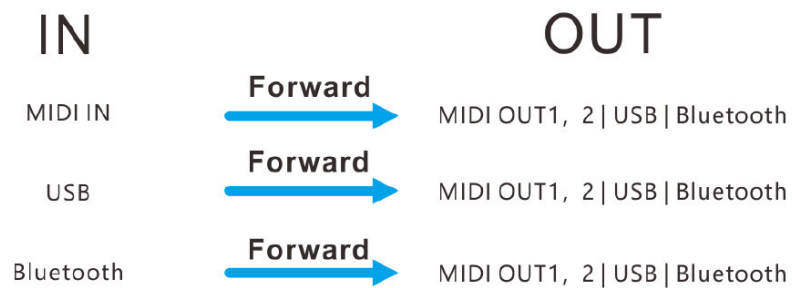 IN OUT
Forward
MIDI IN MIDI OUT1, 2 | USB | Bluetooth
Forward
USB MIDI OUT1, 2 | USB | Bluetooth
Forward
Bluetooth MIDI OUT1, 2 | USB | Bluetooth